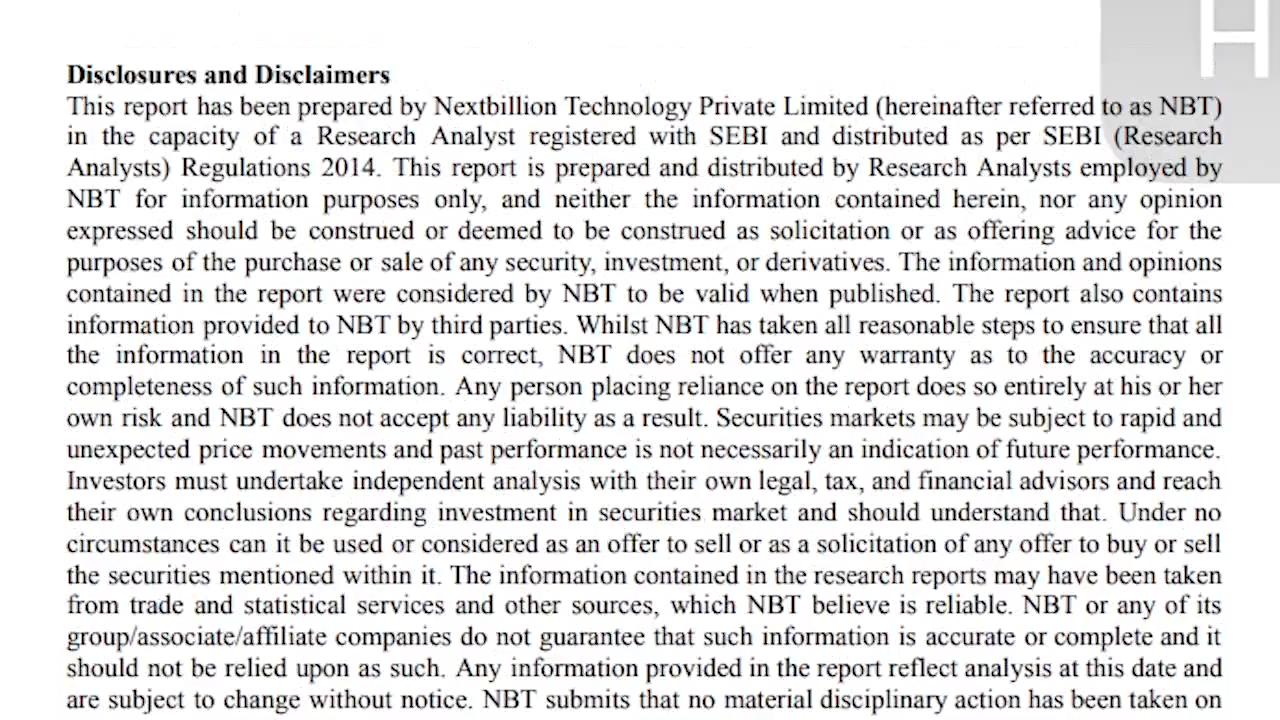 H
Disclosures and Disclaimers
This report has been prepared by Nextbillion Technology Private Limited (hereinafter referred to as NBT)
in the capacity of a Research Analyst registered with SEBI and distributed as per SEBI (Research
Analysts) Regulations 2014. This report is prepared and distributed by Research Analysts employed by
NBT for information purposes only, and neither the information contained herein, nor any opinion
expressed should be construed or deemed to be construed as solicitation or as offering advice for the
purposes of the purchase or sale of any security, investment, or derivatives. The information and opinions
contained in the report were considered by NBT to be valid when published. The report also contains
information provided to NBT by third parties. Whilst NBT has taken all reasonable steps to ensure that all
the information in the report is correct, NBT does not offer any warranty as to the accuracy or
completeness of such information. Any person placing reliance on the report does so entirely at his or her
own risk and NBT does not accept any liability as a result. Securities markets may be subject to rapid and
unexpected price movements and past performance is not necessarily an indication of future performance.
Investors must undertake independent analysis with their own legal, tax, and financial advisors and reach
their own conclusions regarding investment in securities market and should understand that. Under no
circumstances can it be used or considered as an offer to sell or as a solicitation of any offer to buy or sell
the securities mentioned within it. The information contained in the research reports may have been taken
from trade and statistical services and other sources, which NBT believe is reliable. NBT or any of its
group/associate/affiliate companies do not guarantee that such information is accurate or complete and it
should not be relied upon as such. Any information provided in the report reflect analysis at this date and
are subject to change without notice. NBT submits that no material disciplinary action has been taken on